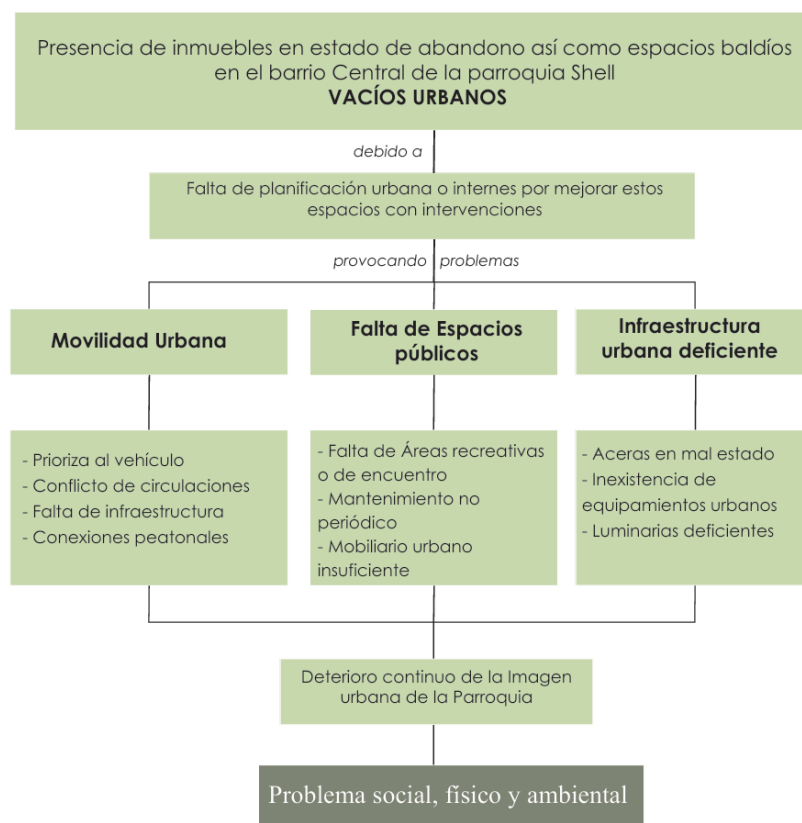 Presencia de inmuebles en estado de abandono así como espacios baldíos
en el barrio Central de la parroquia Shell
VACÍOS URBANOS
debido a
Falta de planificación urbana o internes por mejorar estos
espacios con intervenciones
provocando problemas
Movilidad Urbana
Falta de Espacios
públicos
Infraestructura
urbana deficiente
- Prioriza al vehículo
- Conflicto de circulaciones
- Falta de infraestructura
- Conexiones peatonales
- Falta de Áreas recreativas
o de encuentro
- Mantenimiento no
periódico
- Mobiliario urbano
insuficiente
- Aceras en mal estado
- Inexistencia de
equipamientos urbanos
- Luminarias deficientes
Deterioro continuo de la Imagen
urbana de la Parroquia
Problema social, físico y ambiental